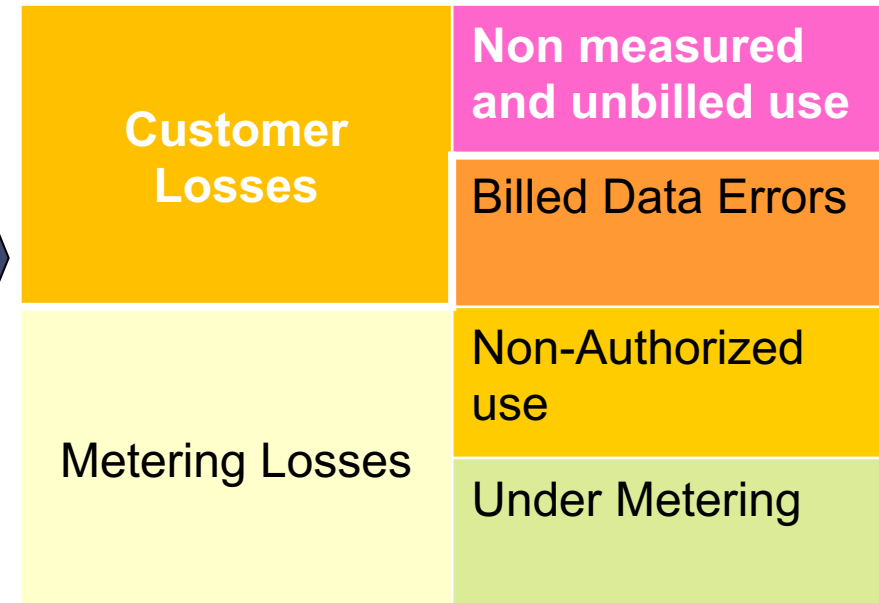 Customer
Losses
Non measured
and unbilled use
Billed Data Errors
Metering Losses
Non-Authorized
use
Under Metering